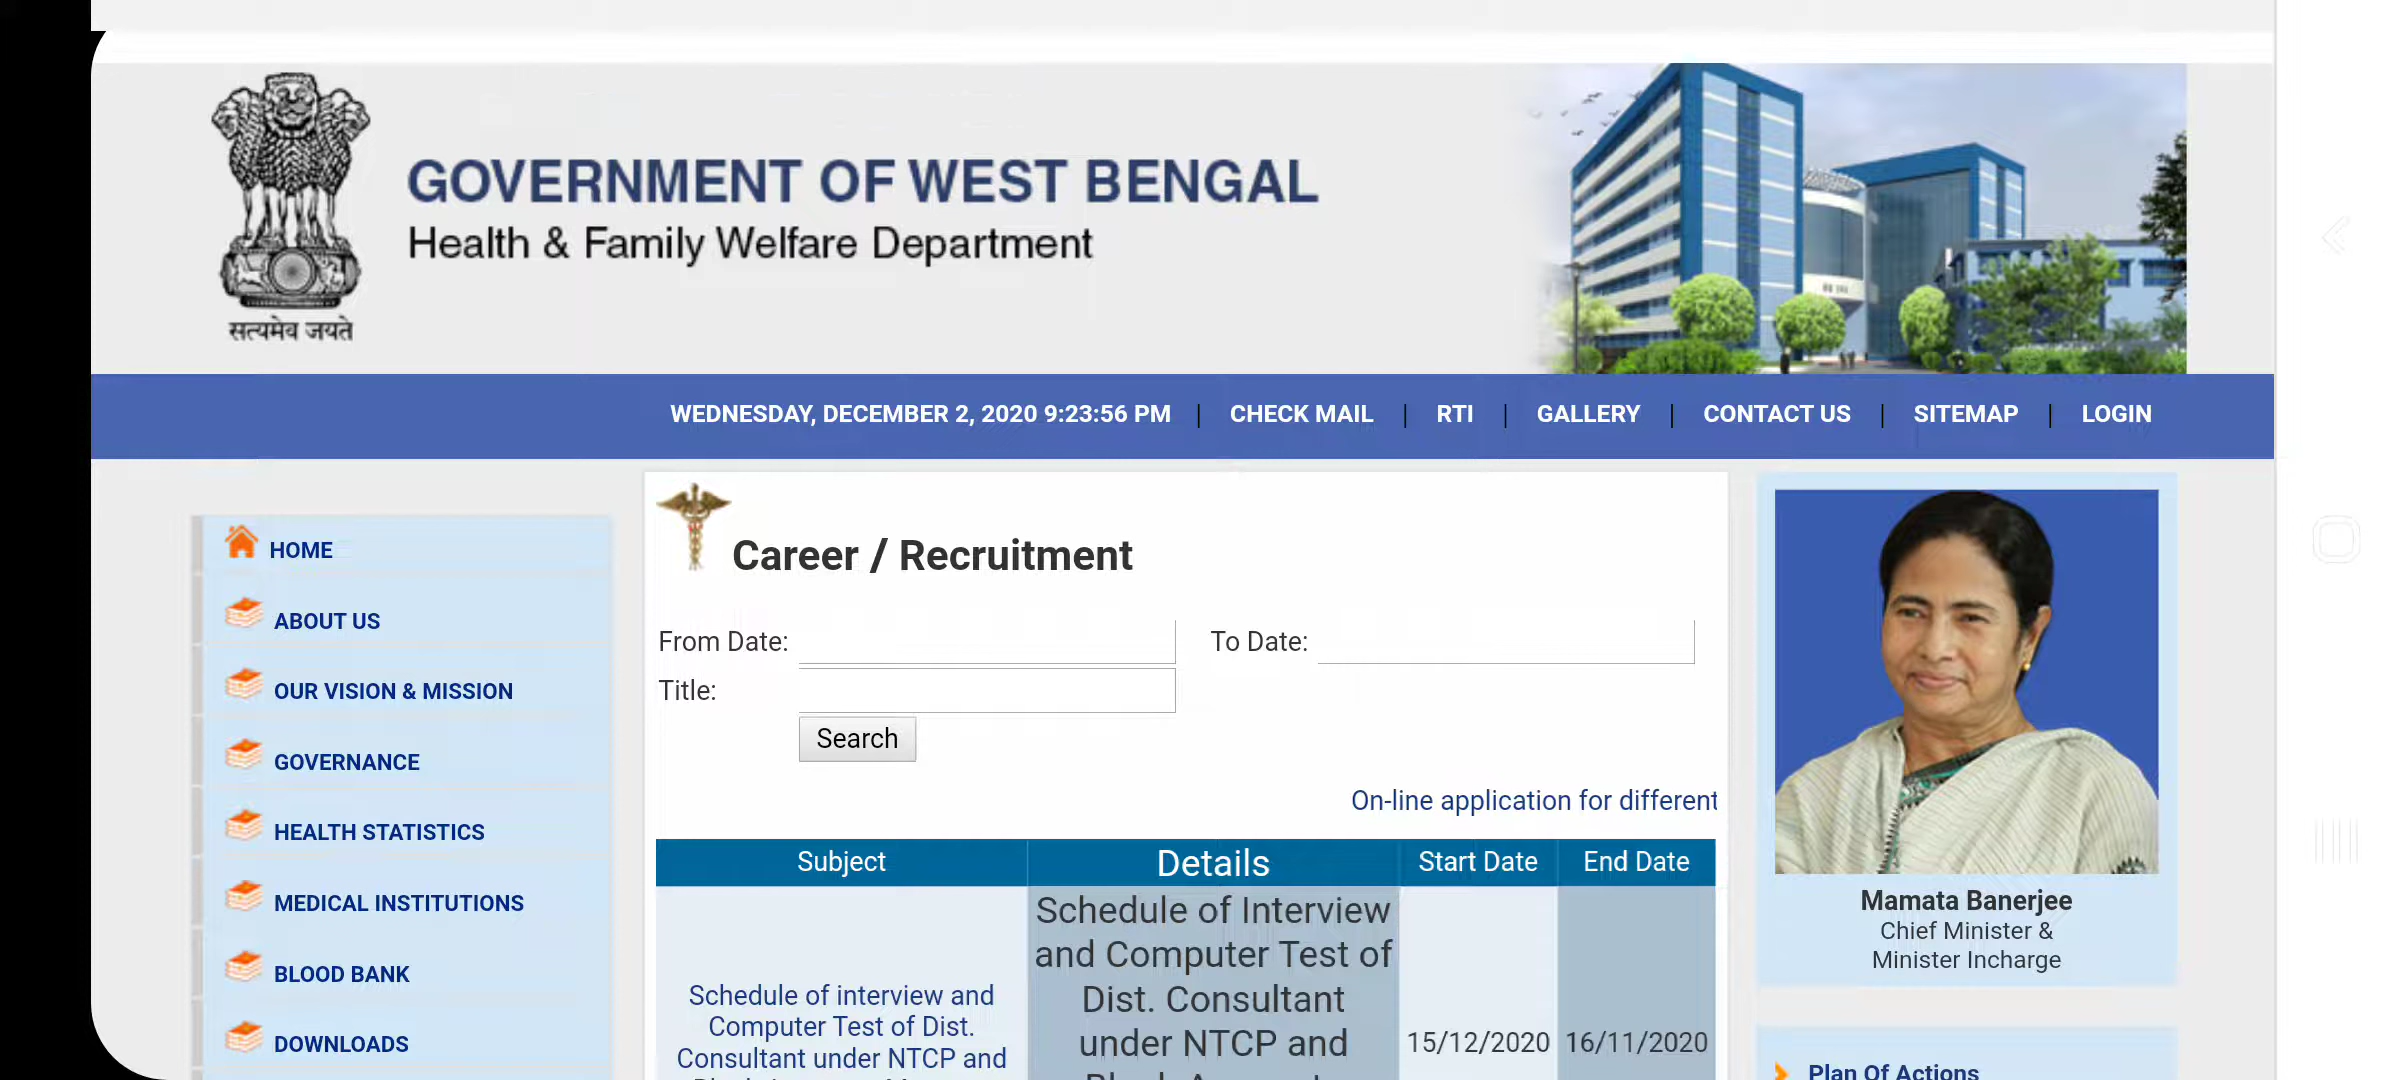 सत्यमेव जयते
GOVERNMENT OF WEST BENGAL
Health & Family Welfare Department
WEDNESDAY, DECEMBER 2, 2020 9:23:56 PM | CHECK MAIL | RTI | GALLERY | CONTACT US | SITEMAP | LOGIN
HOME
ABOUT US
OUR VISION & MISSION
GOVERNANCE
HEALTH STATISTICS
MEDICAL INSTITUTIONS
BLOOD BANK
DOWNLOADS
Career / Recruitment
From Date: To Date:
Title:
Search
On-line application for different
Subject Details Start Date End Date
Schedule of interview and
Computer Test of Dist.
Consultant under NTCP and
Schedule of Interview
and Computer Test of
Dist. Consultant
under NTCP and
15/12/2020 16/11/2020
Mamata Banerjee
Chief Minister &
Minister Incharge
Plan Of Actions